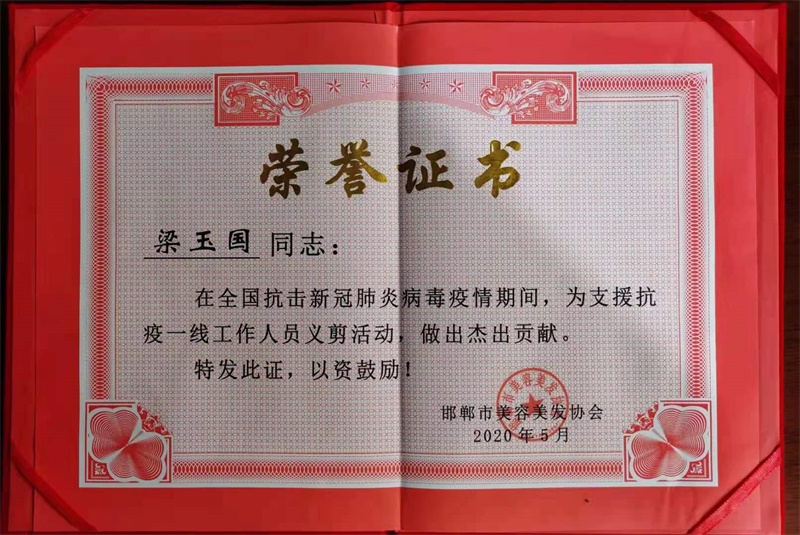 荣誉证书
梁玉国 同志：
在全国抗击新冠肺炎病毒疫情期间，为支援抗
疫一线工作人员义剪活动，做出杰出贡献。
特发此证，以资鼓励！
邯郸市美容美发协会
2020年5月